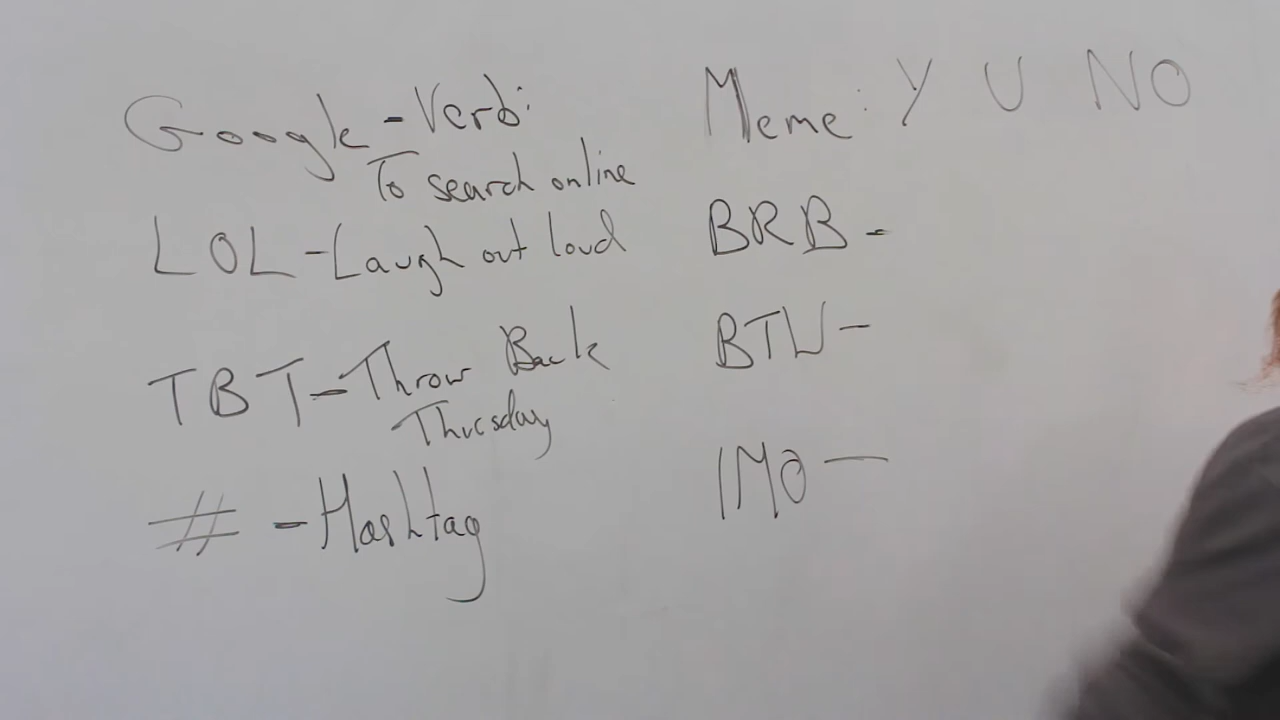 Google - Verb:
To search online
LOL - Laugh out loud
TBT - Throw Back
Thursday
# - Hashtag
Meme: Y U NO
BRB -
BTW -
IMO -